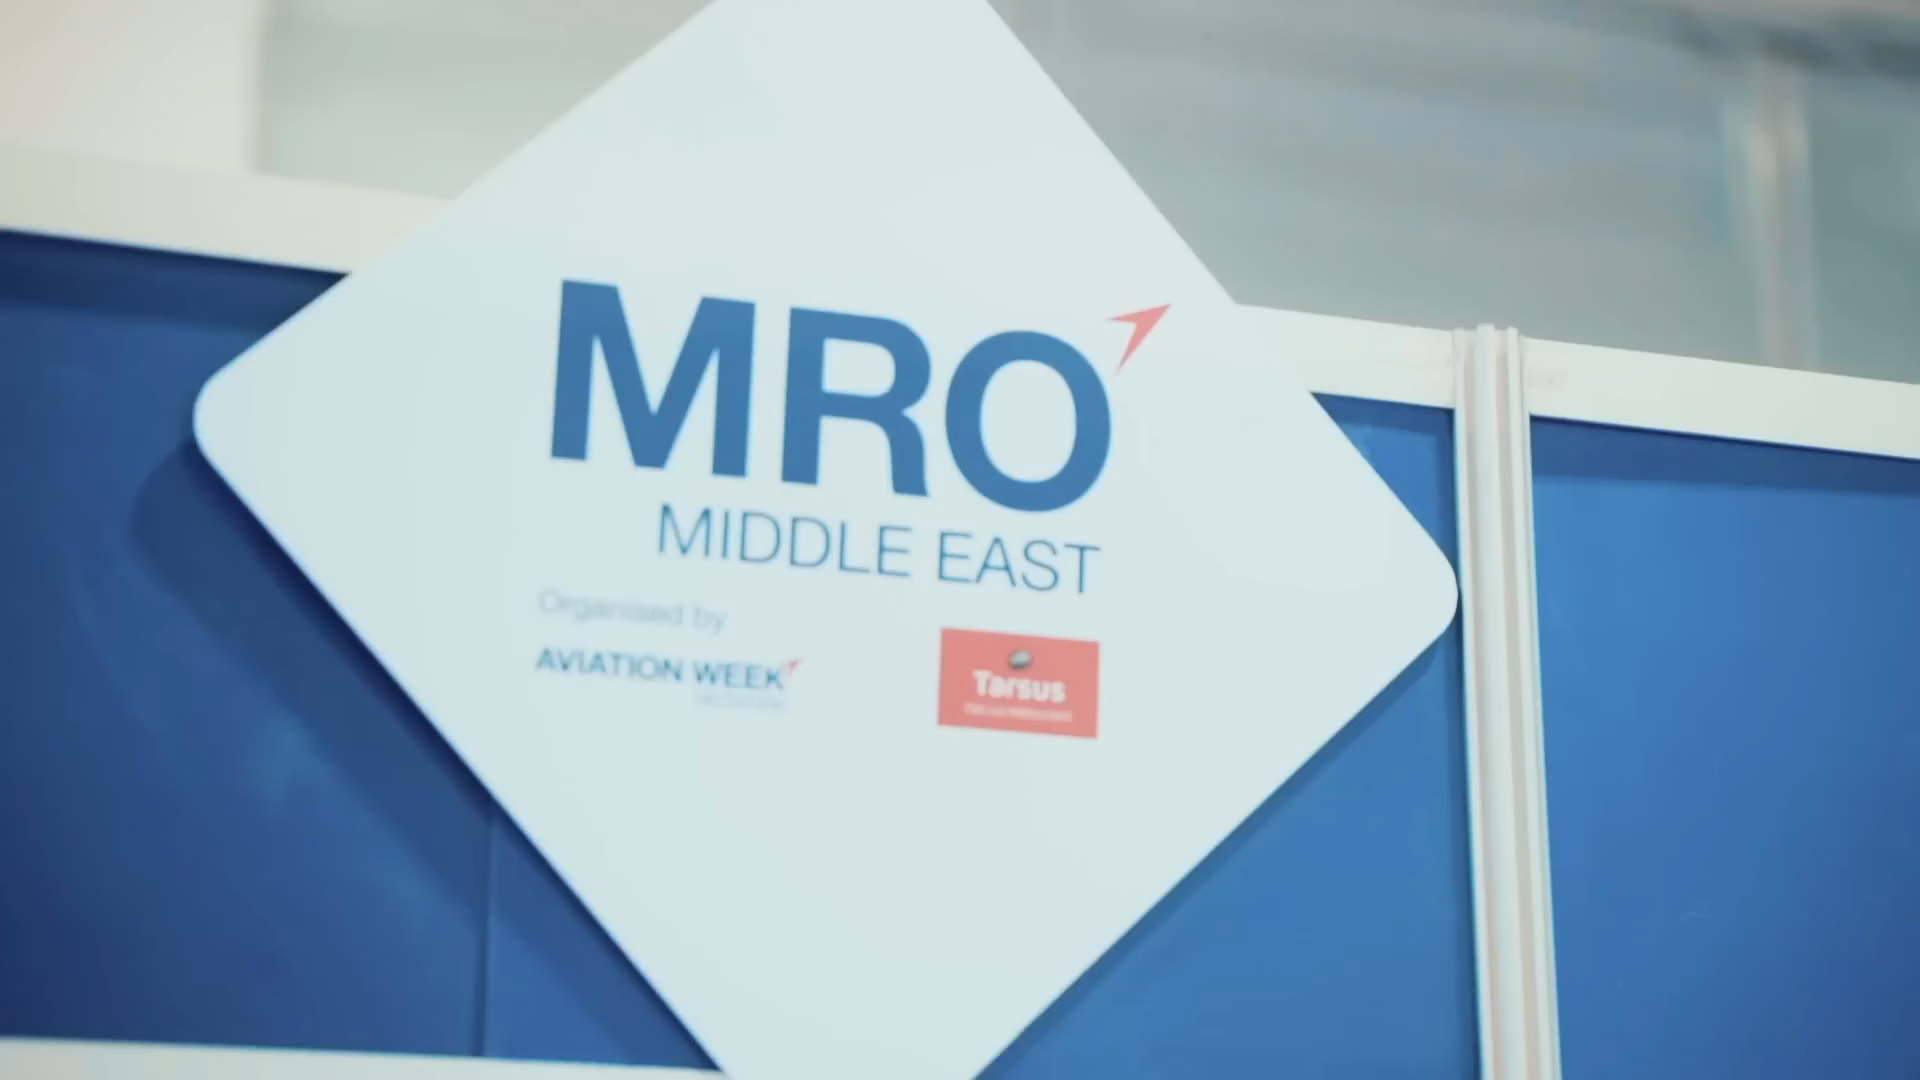 MRO
MIDDLE EAST
Organised by
AVIATION WEEK
Tarsus